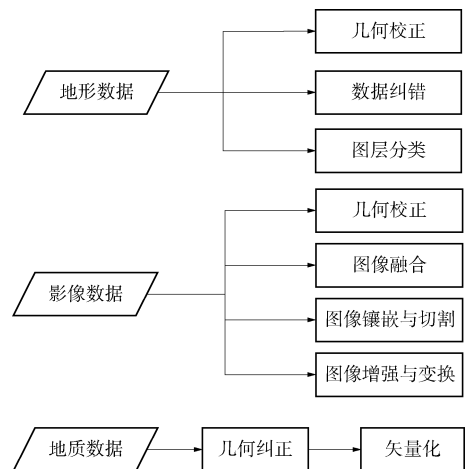 几何校正
地形数据
数据纠错
图层分类
几何校正
图像融合
影像数据
图像镶嵌与切割
图像增强与变换
地质数据
几何纠正
矢量化